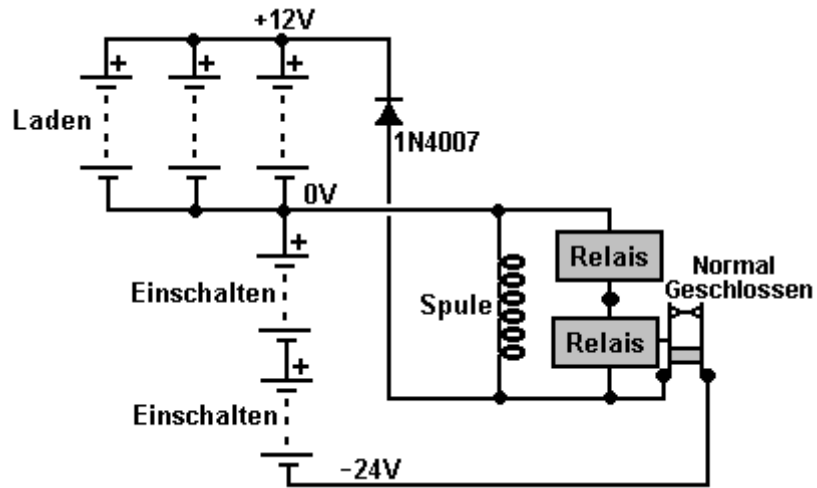 +12V
+
+
+
Laden
1N4007
0V
+
Relais
Normal
Geschlossen
Einschalten
Spule
Relais
+
Einschalten
−24V